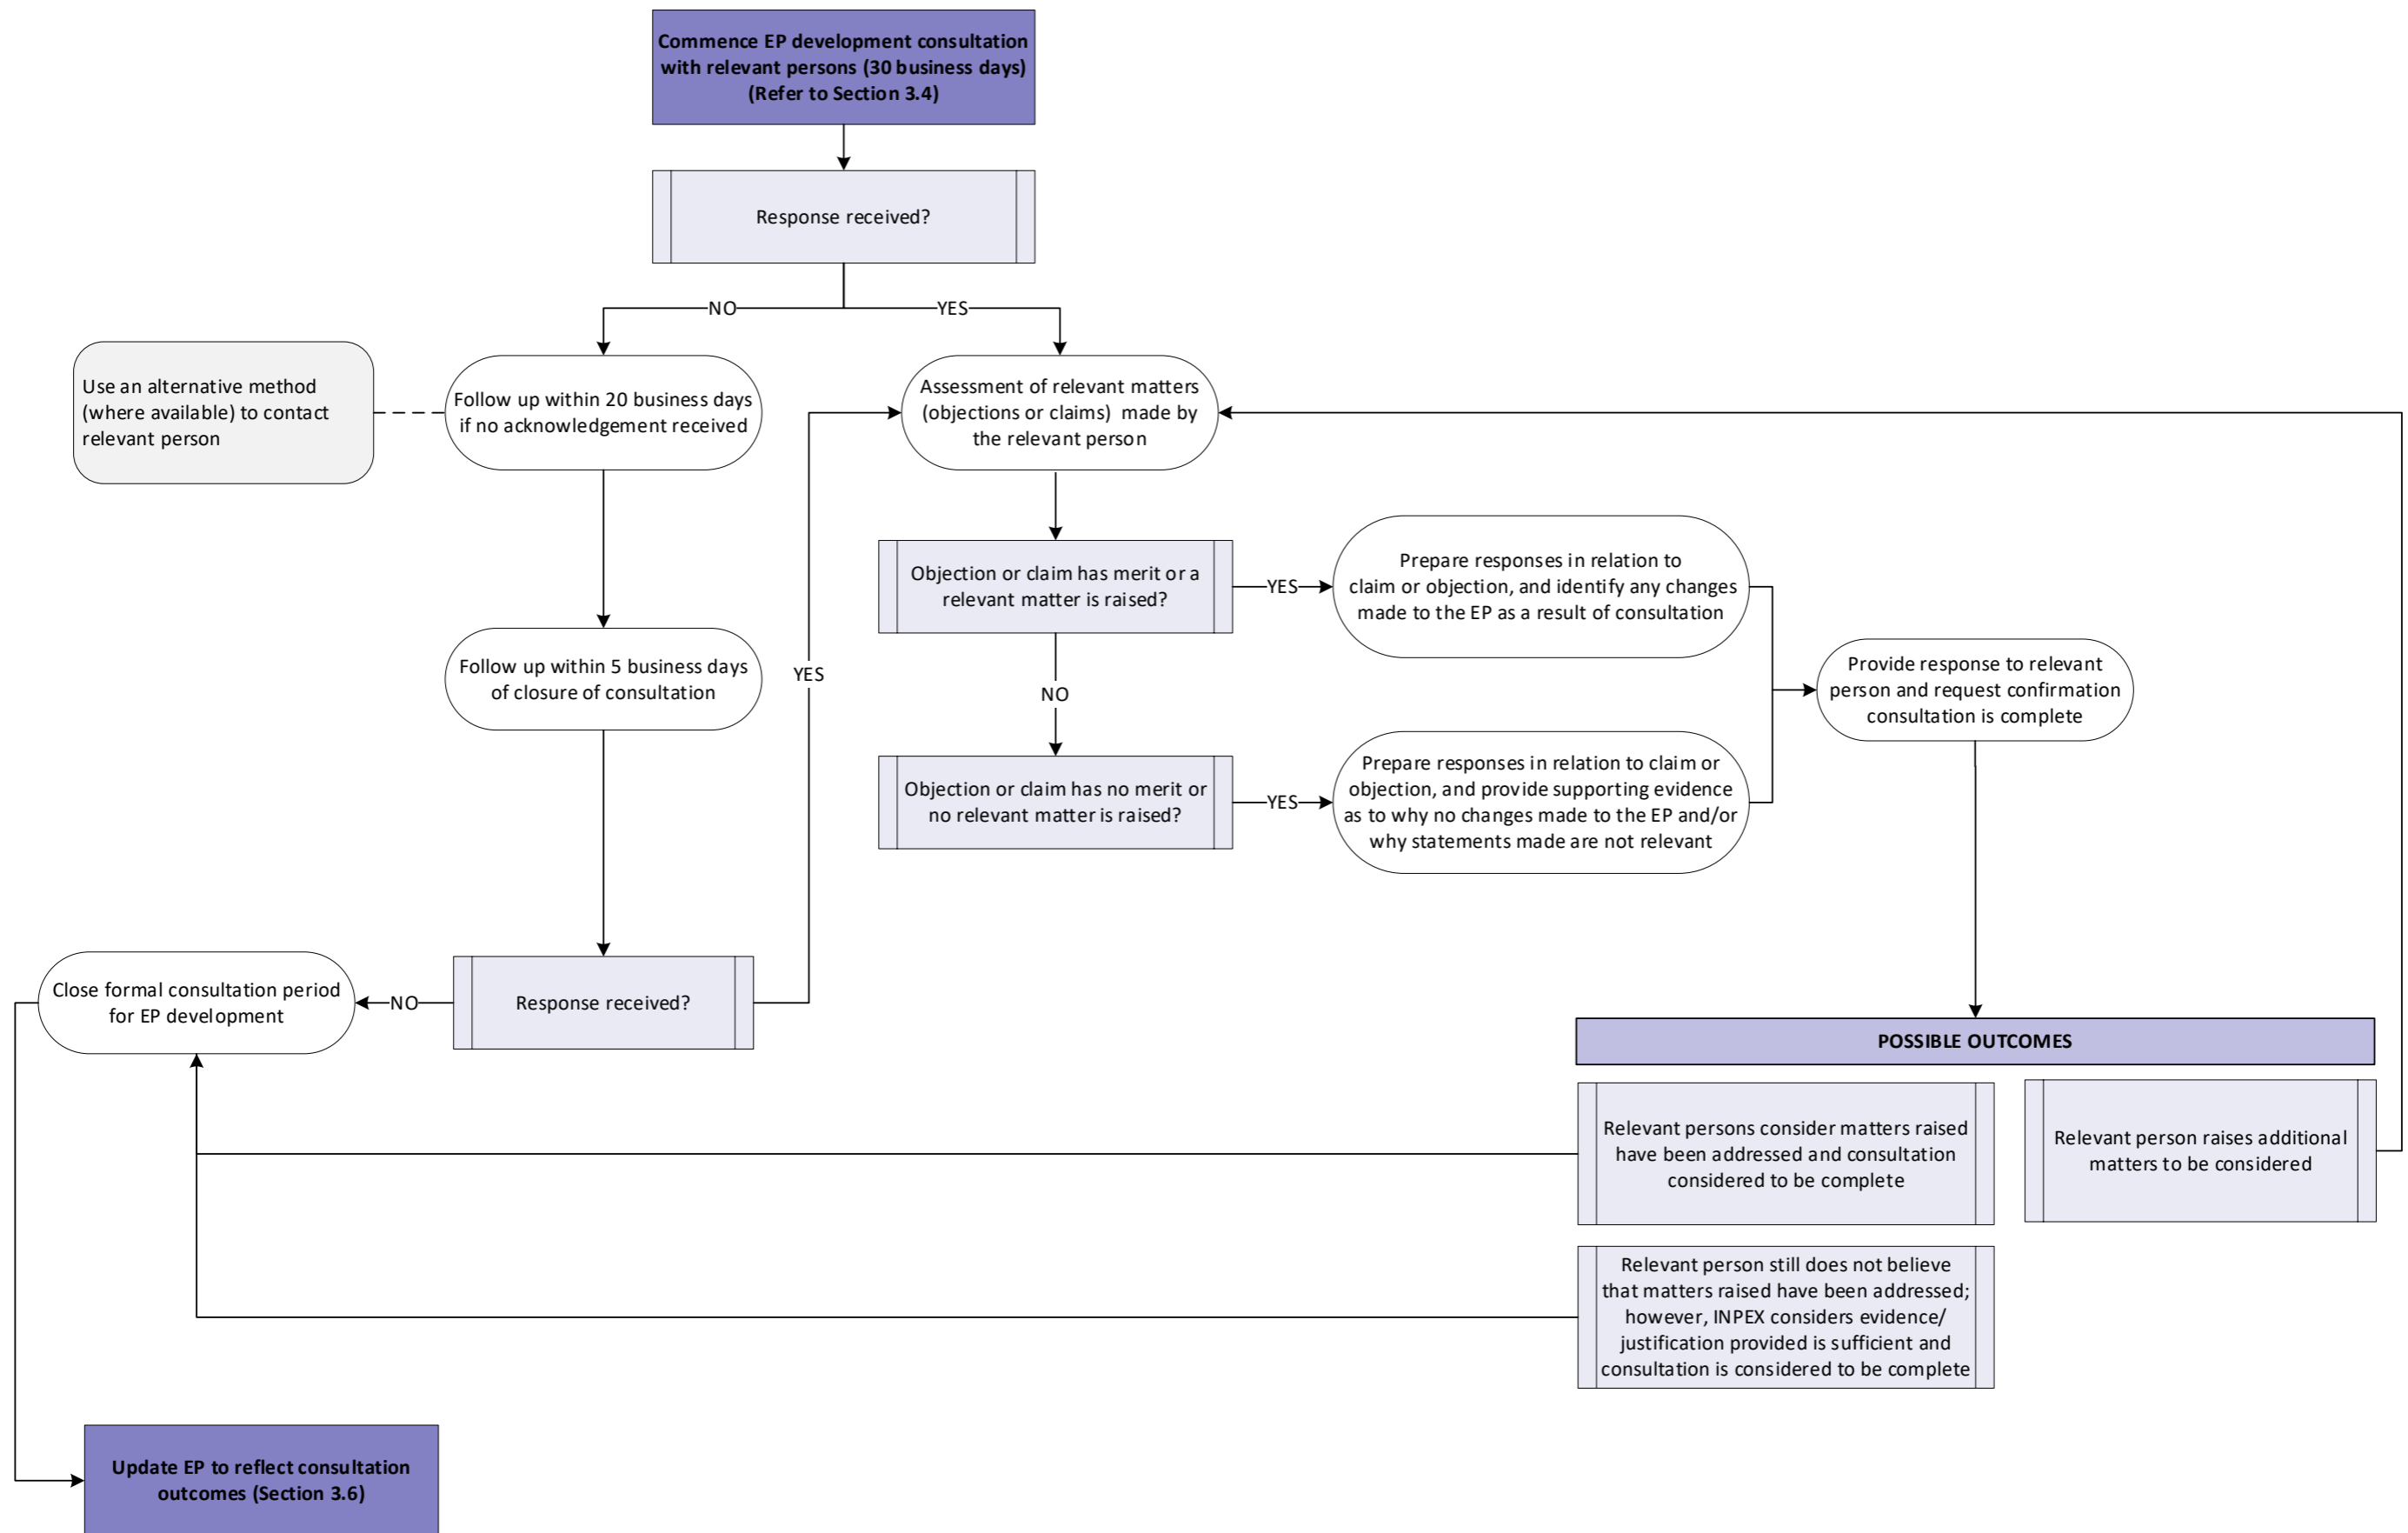 Commence EP development consultation
with relevant persons (30 business days)
(Refer to Section 3.4)
Response received?
NO
YES
Use an alternative method
(where available) to contact
relevant person
Follow up within 20 business days
if no acknowledgement received
Assessment of relevant matters
(objections or claims) made by
the relevant person
Objection or claim has merit or a
relevant matter is raised?
YES
Prepare responses in relation to
claim or objection, and identify any changes
made to the EP as a result of consultation
Follow up within 5 business days
of closure of consultation
YES
NO
Provide response to relevant
person and request confirmation
consultation is complete
Objection or claim has no merit or
no relevant matter is raised?
YES
Prepare responses in relation to claim or
objection, and provide supporting evidence
as to why no changes made to the EP and/or
why statements made are not relevant
Close formal consultation period
for EP development
NO
Response received?
POSSIBLE OUTCOMES
Relevant persons consider matters raised
have been addressed and consultation
considered to be complete
Relevant person raises additional
matters to be considered
Relevant person still does not believe
that matters raised have been addressed;
however, INPEX considers evidence/
justification provided is sufficient and
consultation is considered to be complete
Update EP to reflect consultation
outcomes (Section 3.6)